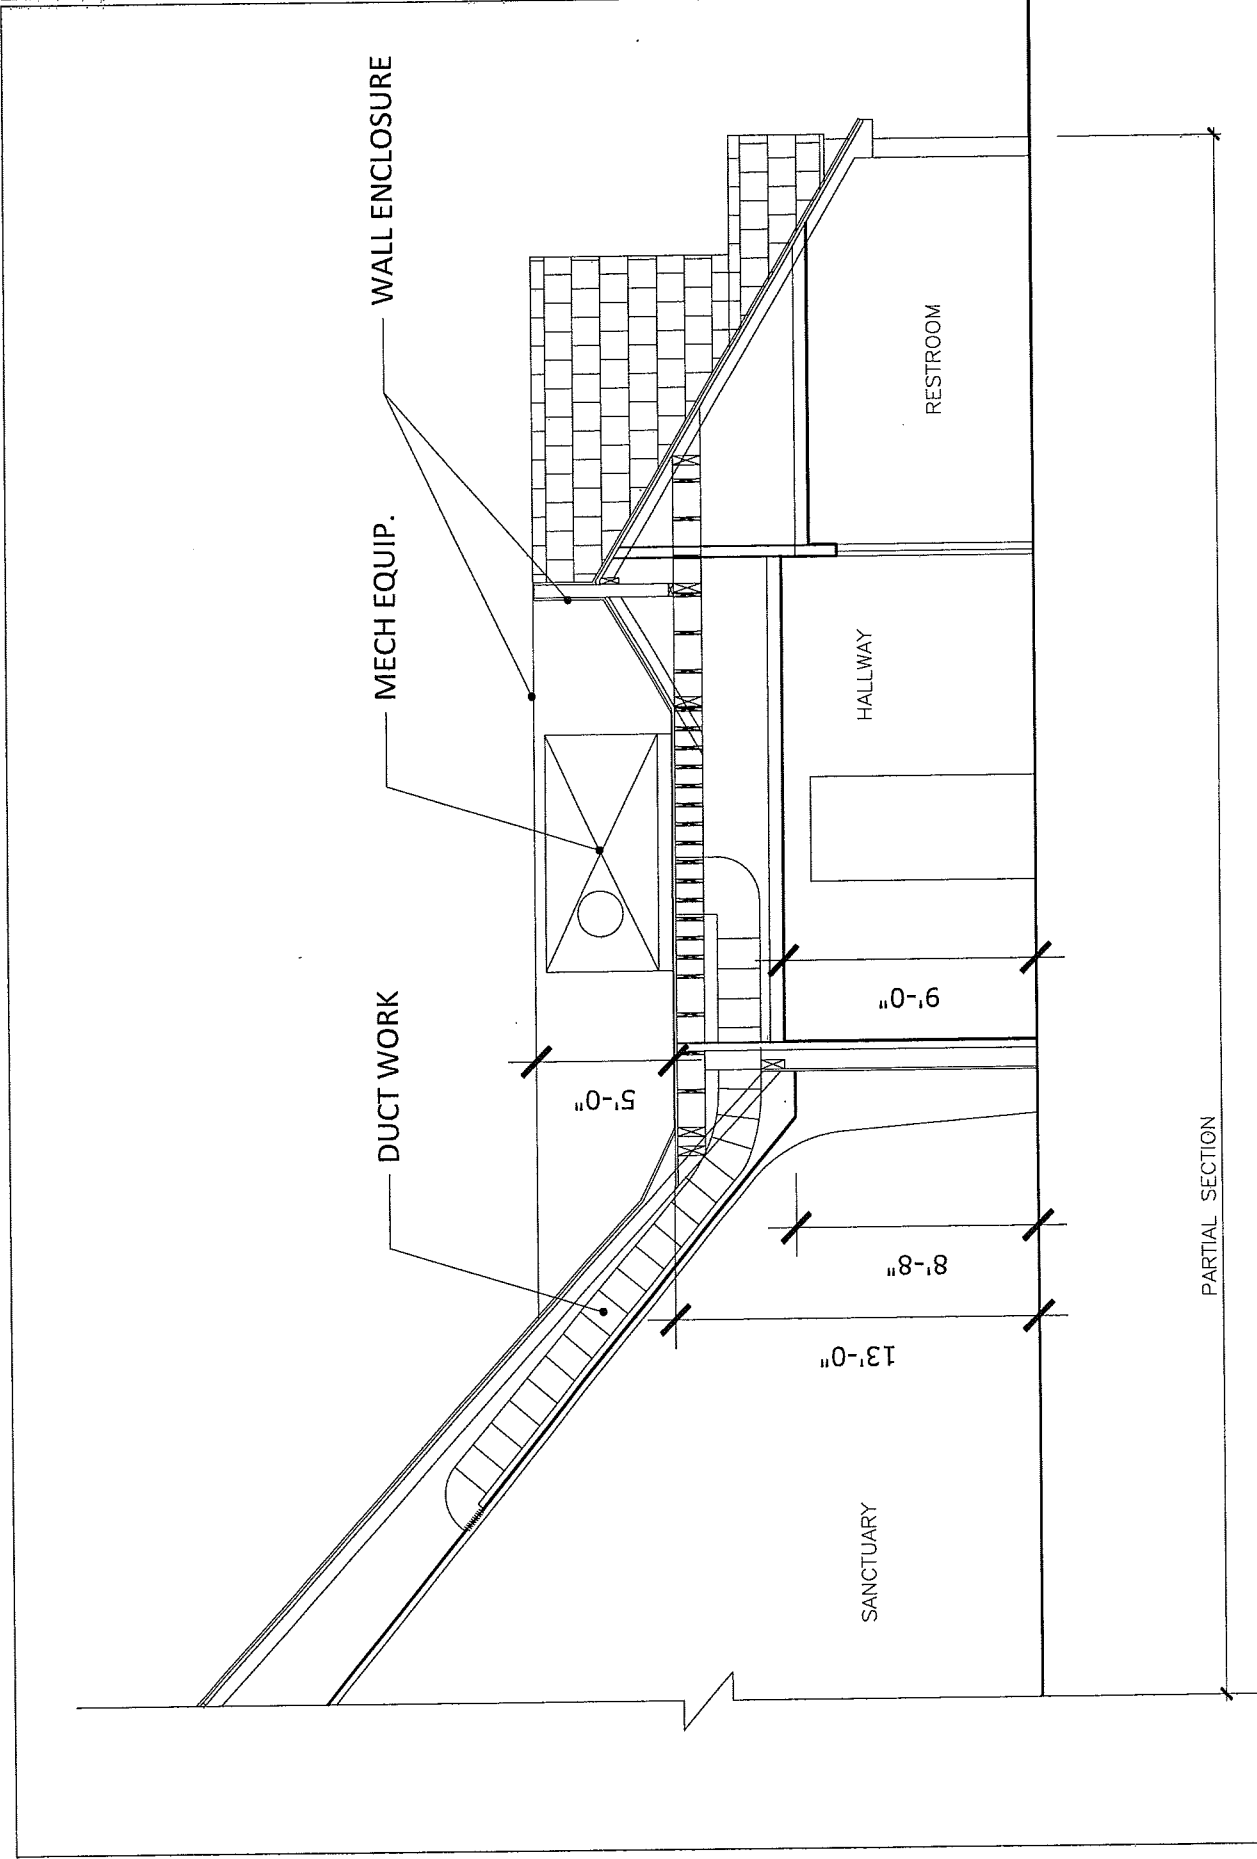 WALL ENCLOSURE
MECH EQUIP.
DUCT WORK
5'-0"
9'-0"
8'-8"
13'-0"
SANCTUARY
HALLWAY
RESTROOM
PARTIAL SECTION